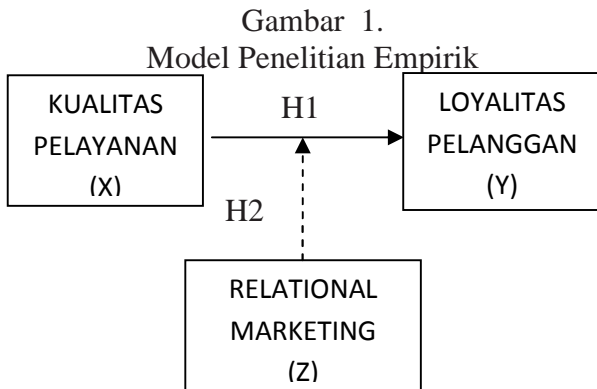 Gambar 1.
Model Penelitian Empirik
KUALITAS
PELAYANAN
(X)
H1
LOYALITAS
PELANGGAN
(Y)
H2
RELATIONAL
MARKETING
(Z)